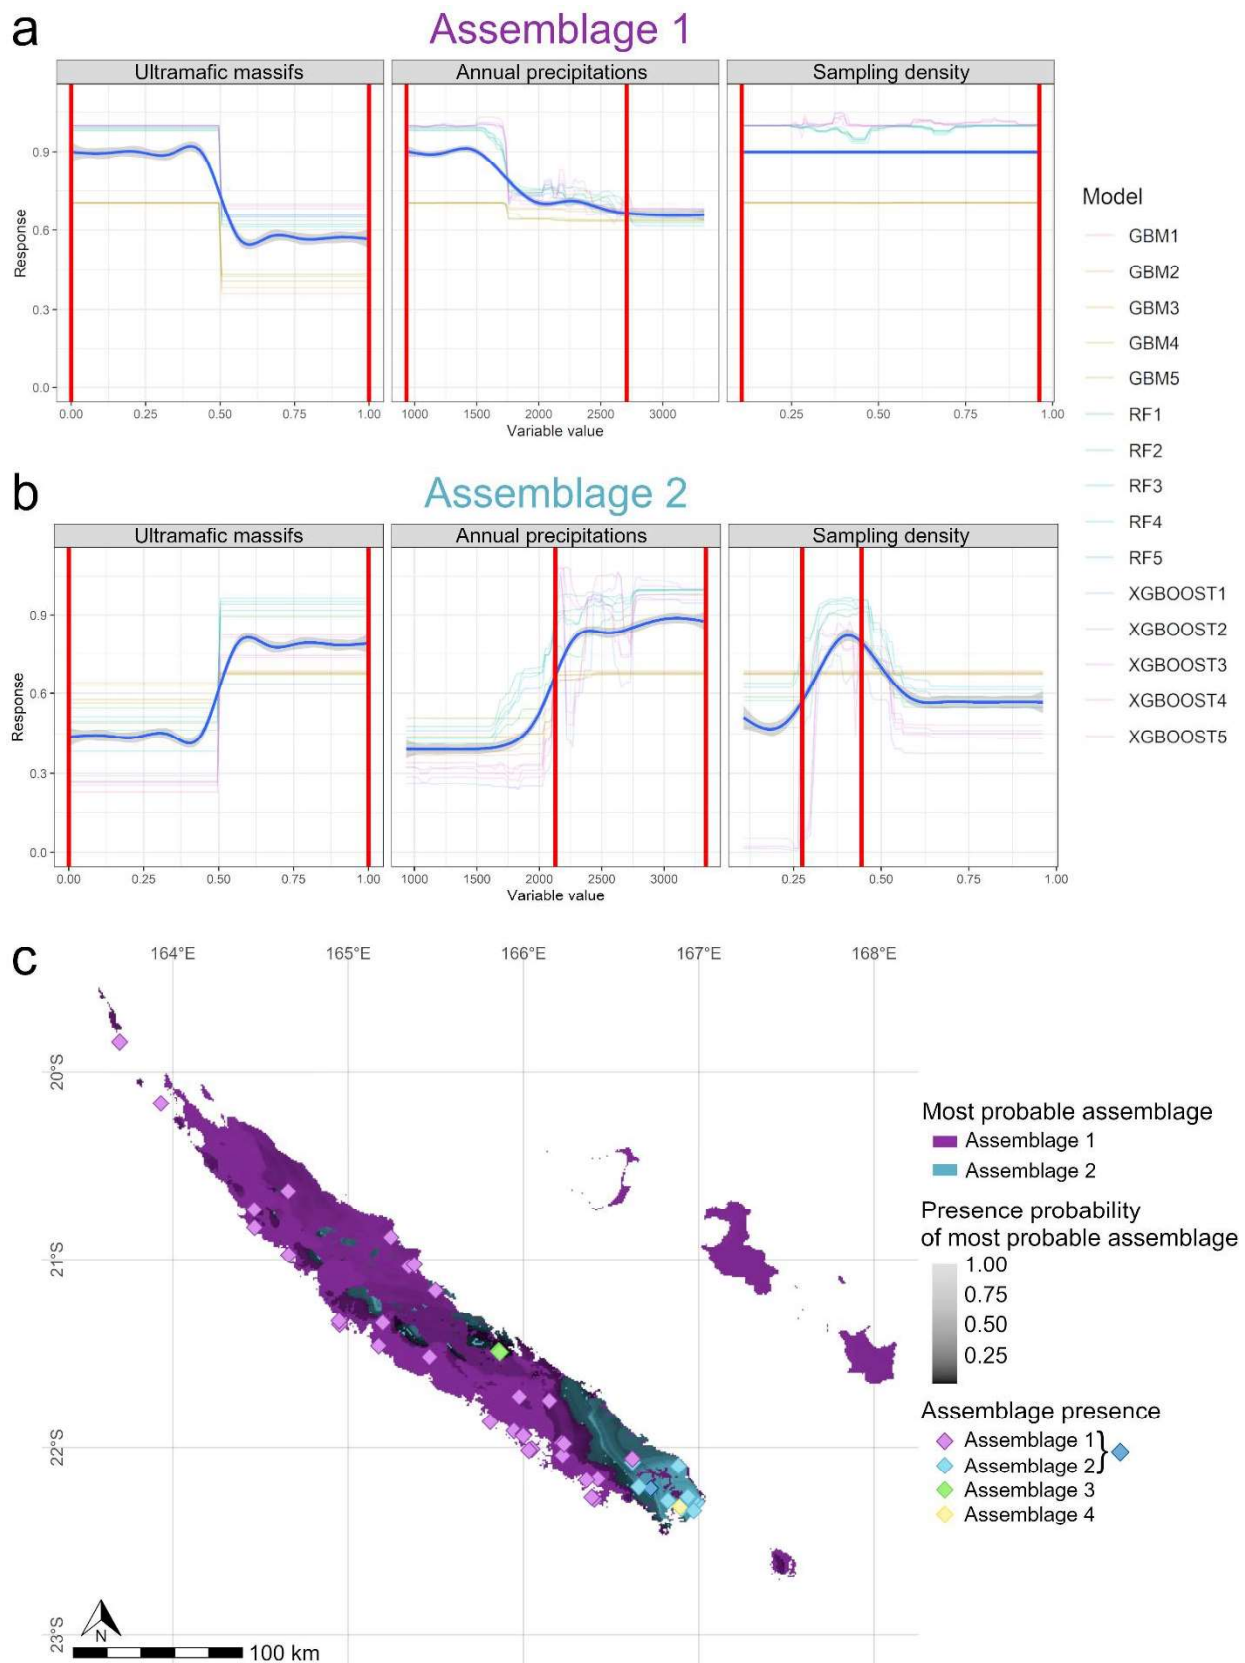 a
Assemblage 1
Ultramafic massifs Annual precipitations Sampling density
Response
0.9
0.6
0.3
0.0
0.00 0.25 0.50 0.75 1.00 1000 1500 2000 2500 3000 0.25 0.50 0.75 1.00
Variable value
Model
GBM1
GBM2
GBM3
GBM4
GBM5
RF1
RF2
RF3
RF4
RF5
XGBOOST1
XGBOOST2
XGBOOST3
XGBOOST4
XGBOOST5
b
Assemblage 2
Ultramafic massifs Annual precipitations Sampling density
Response
0.9
0.6
0.3
0.0
0.00 0.25 0.50 0.75 1.00 1000 1500 2000 2500 3000 0.25 0.50 0.75 1.00
Variable value
c
164°E 165°E 166°E 167°E 168°E
20°S
21°S
22°S
23°S
N
100 km
Most probable assemblage
Assemblage 1
Assemblage 2
Presence probability
of most probable assemblage
1.00
0.75
0.50
0.25
Assemblage presence
Assemblage 1
Assemblage 2
Assemblage 3
Assemblage 4